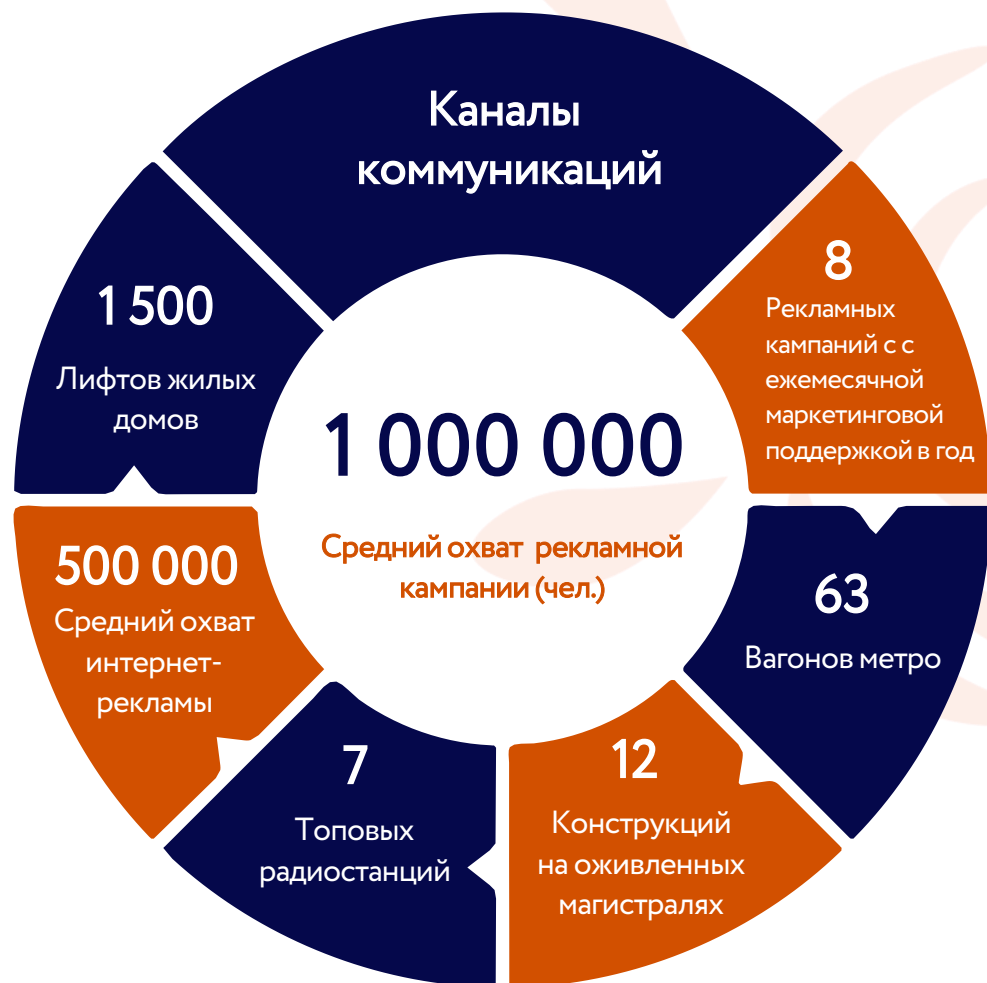 Каналы
коммуникаций
8
Рекламных
кампаний с с
ежемесячной
маркетинговой
поддержкой в год
63
Вагонов метро
12
Конструкций
на оживленных
магистралях
7
Топовых
радиостанций
500 000
Средний охват
интернет-
рекламы
1 500
Лифтов жилых
домов
1 000 000
Средний охват рекламной
кампании (чел.)